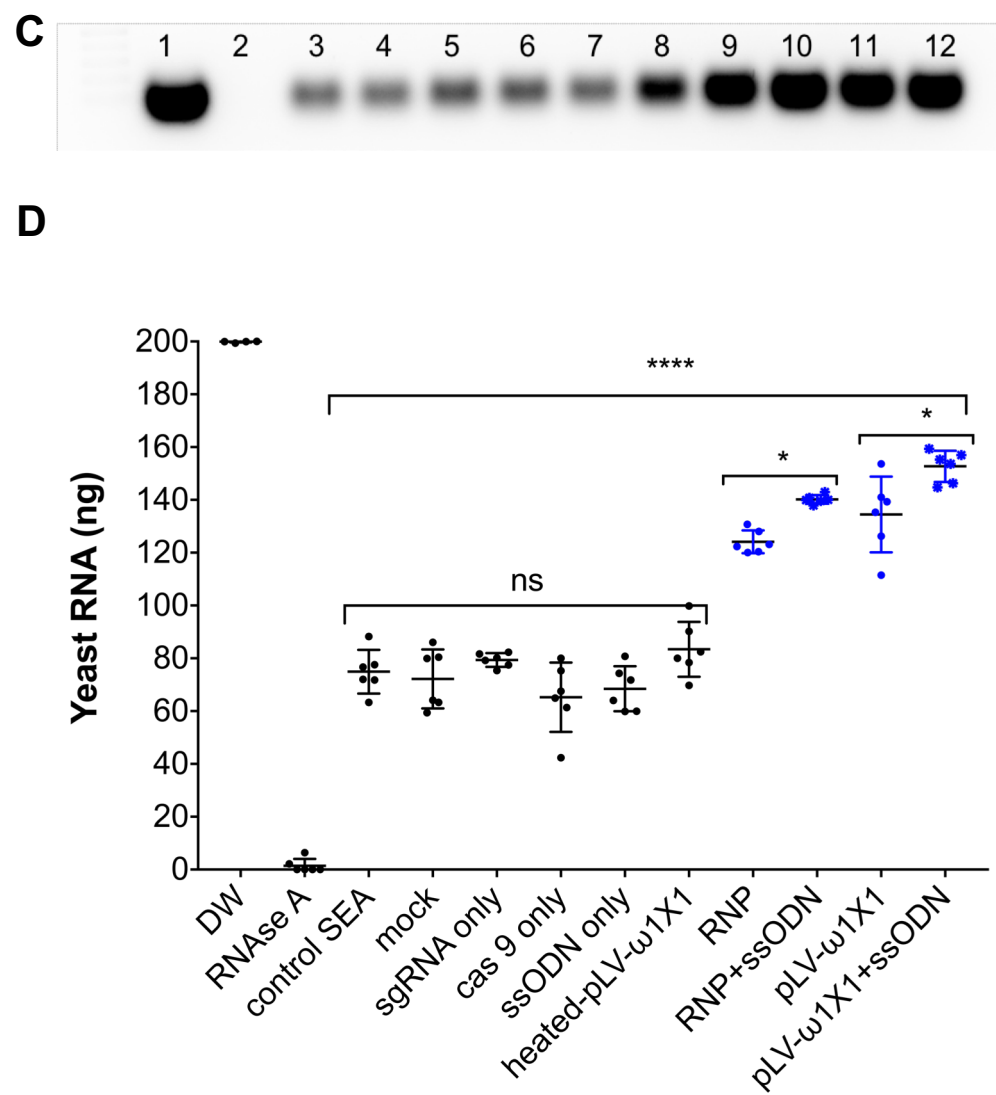 C
1 2 3 4 5 6 7 8 9 10 11 12
D
Yeast RNA (ng)
200
180
160
140
120
100
80
60
40
20
0
****
*
*
ns
DW
RNAse A
control SEA
mock
sgRNA only
cas 9 only
ssODN only
heated-pLV-ω1X1
RNP
RNP+ssODN
pLV-ω1X1
pLV-ω1X1+ssODN